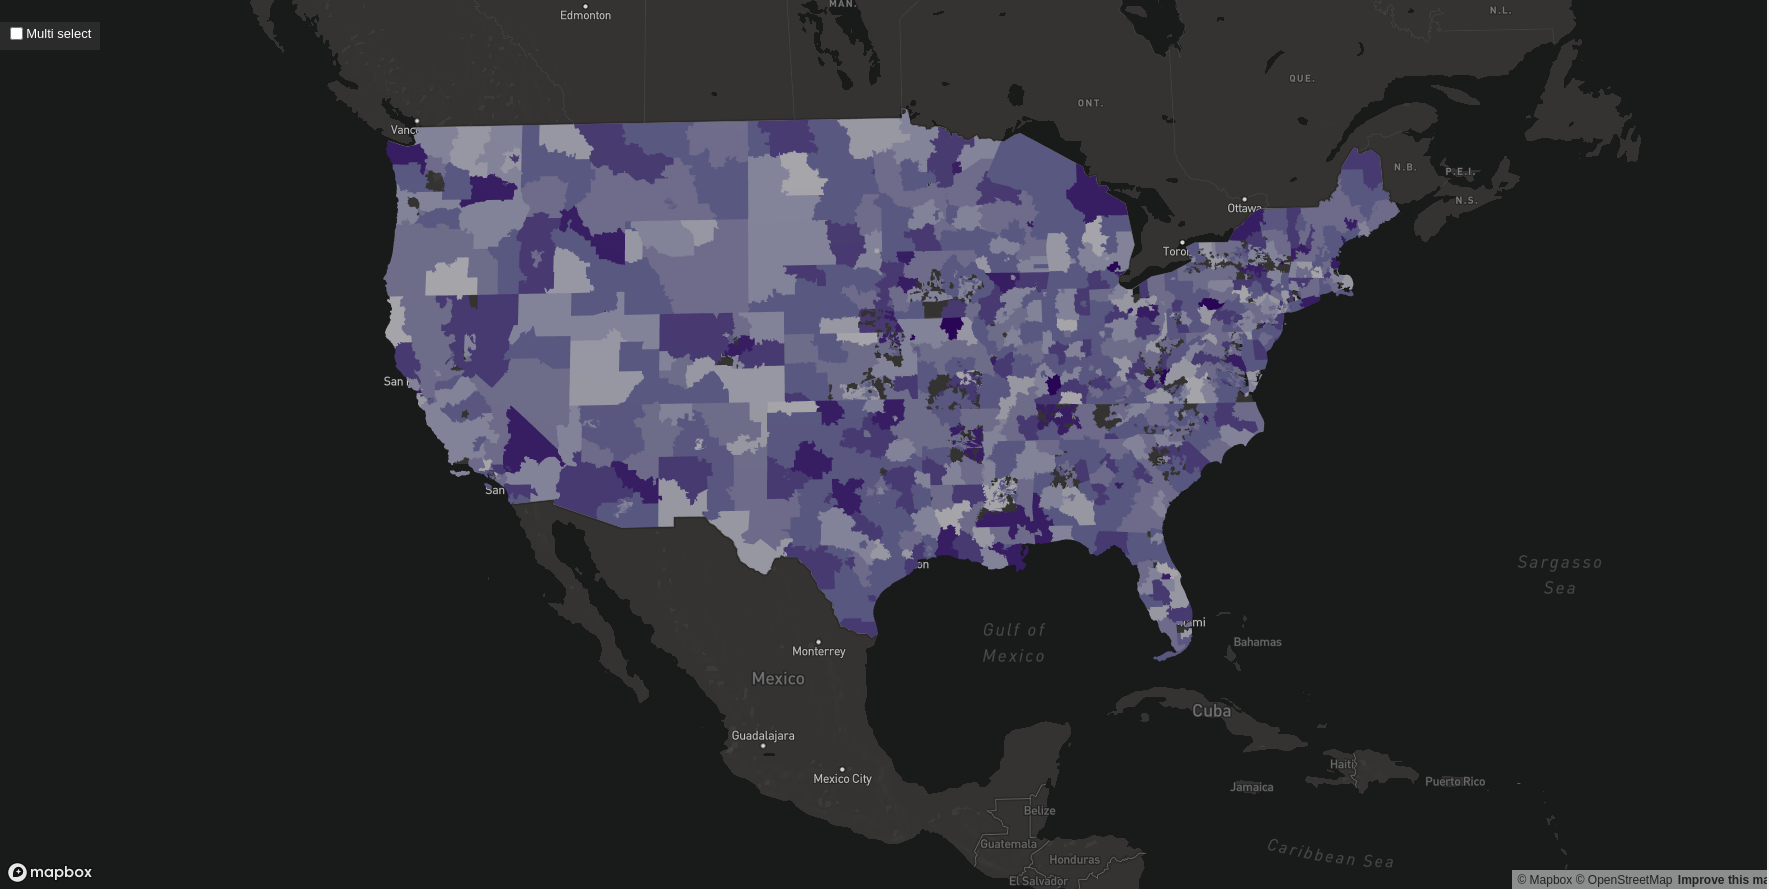 MAN.
Edmonton
N.L.
Multi select
QUE.
ONT.
Vanc
N.B.
P.E.I.
N.S.
Ottawa
Toro
San
San
on
Sargasso
Sea
mi
Gulf of
Mexico
Bahamas
Monterrey
Mexico
Cuba
Guadalajara
Haiti
Mexico City
Puerto Rico
Jamaica
Belize
Guatemala
Caribbean Sea
Honduras
El Salvador
mapbox
© Mapbox © OpenStreetMap Improve this ma